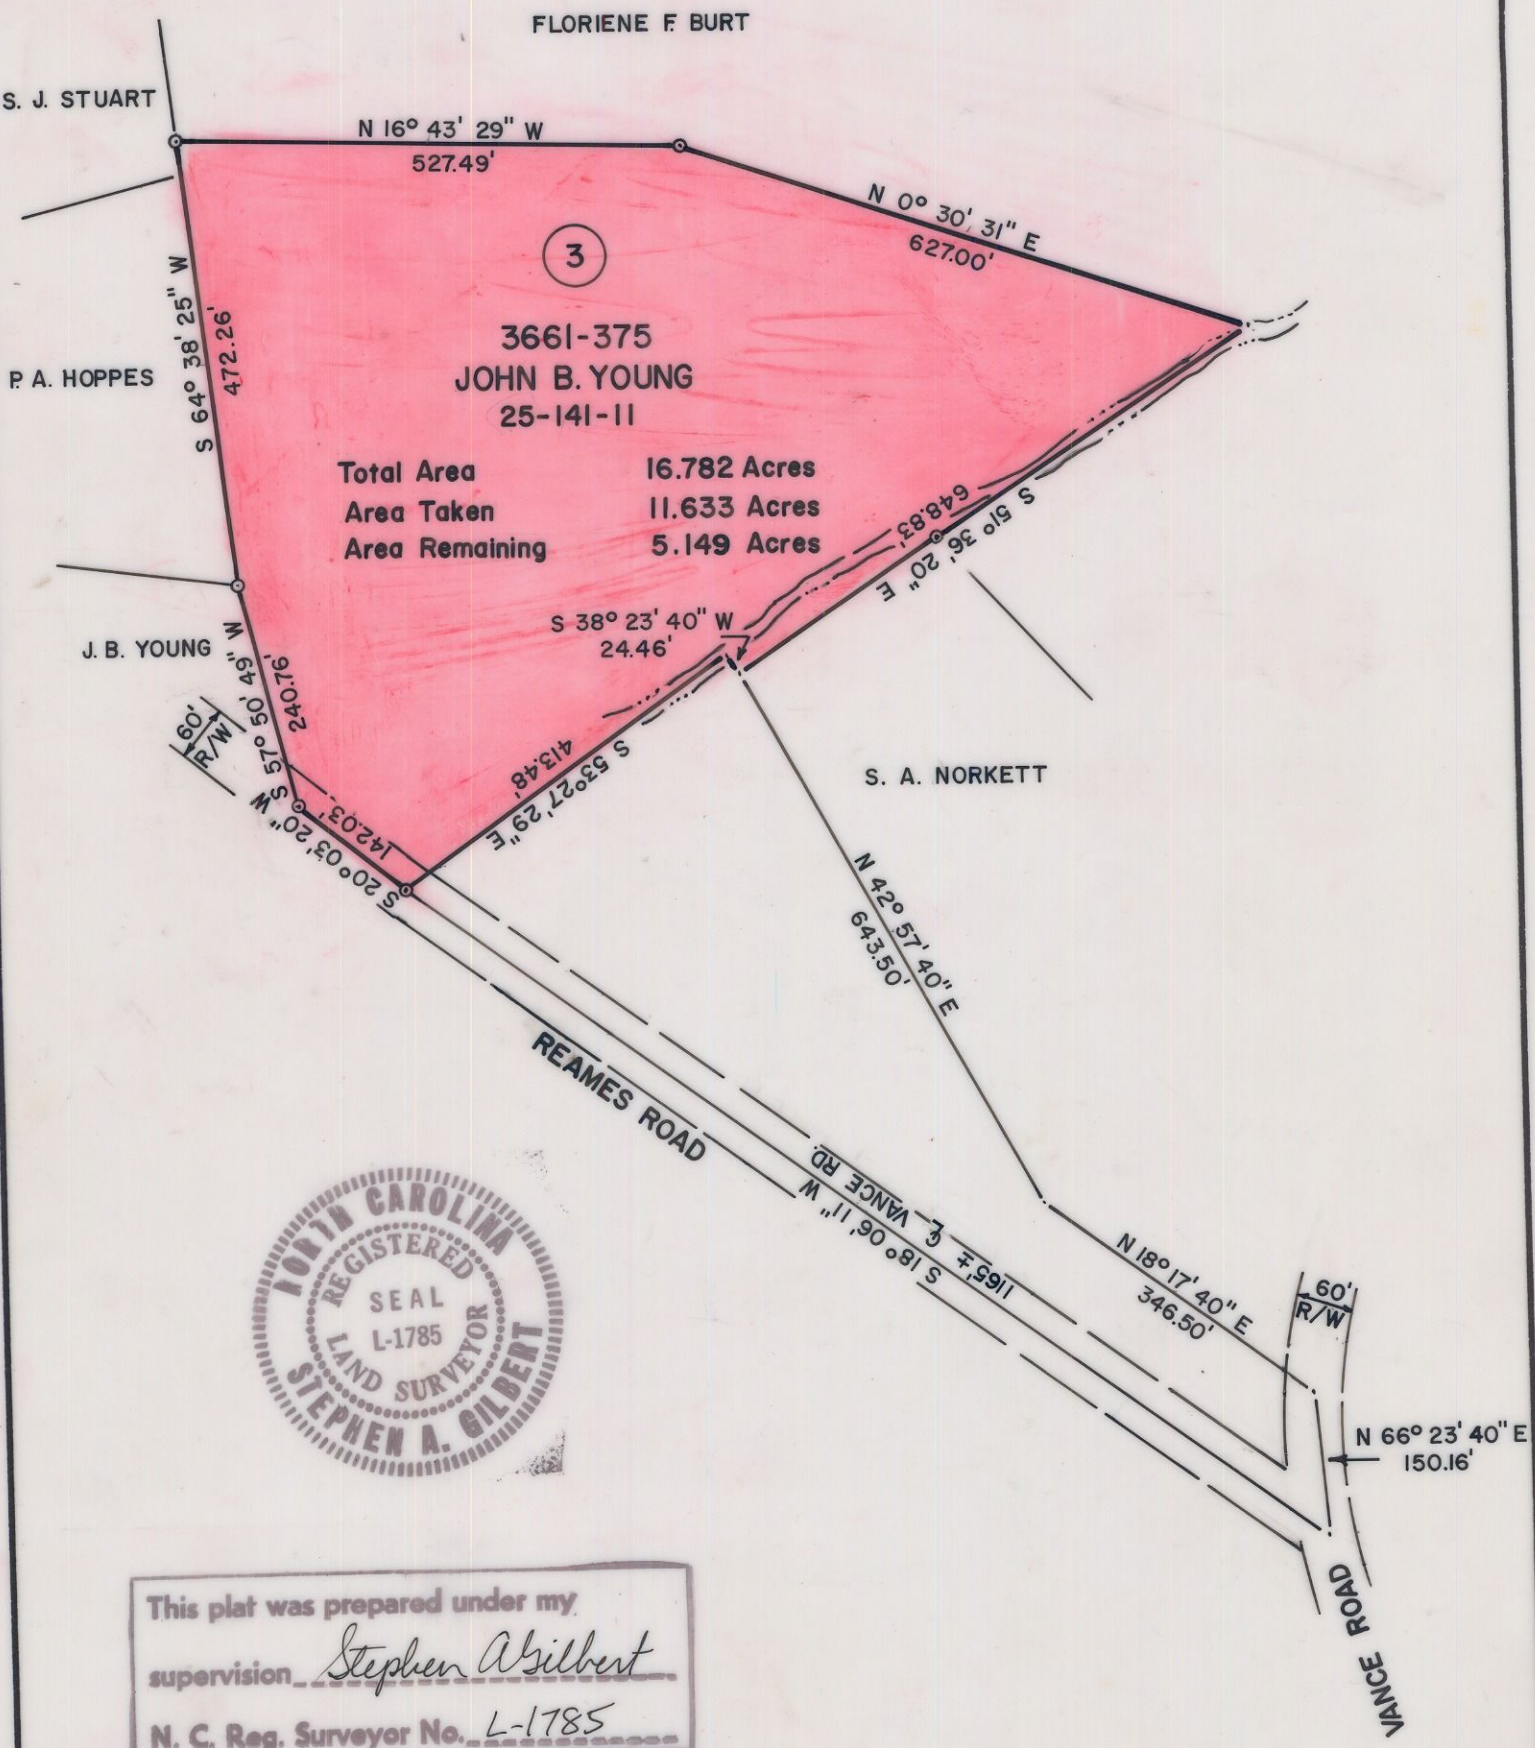 FLORIENE F. BURT
S. J. STUART
N 16° 43' 29" W
527.49'
N 0° 30' 31" E
627.00'
3
3661-375
JOHN B. YOUNG
25-141-11
S 64° 38' 25" W
472.26'
P. A. HOPPES
Total Area 16.782 Acres
Area Taken 11.633 Acres
Area Remaining 5.149 Acres
648.83'
S 51° 36' 20" E
S 38° 23' 40" W
24.46'
J. B. YOUNG
S 57° 50' 49" W
240.76'
60'
R/W
413.48'
S 53° 27' 29" E
S. A. NORKETT
142.03'
S 20° 03' 20" W
N 42° 57' 40" E
643.50'
REAMES ROAD
1165'± ℄ VANCE RD.
S 18° 06' 11" W
N 18° 17' 40" E
346.50'
60'
R/W
N 66° 23' 40" E
150.16'
VANCE ROAD
NORTH CAROLINA
REGISTERED
SEAL
L-1785
LAND SURVEYOR
STEPHEN A. GILBERT
This plat was prepared under my
supervision Stephen A Gilbert
N. C. Reg. Surveyor No. L-1785